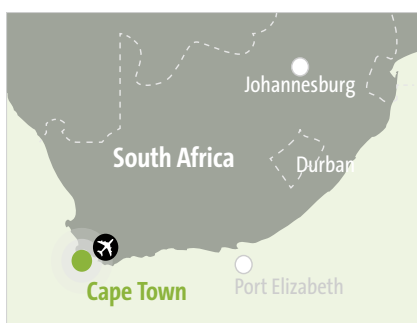 Johannesburg
South Africa
Durban
Cape Town
Port Elizabeth